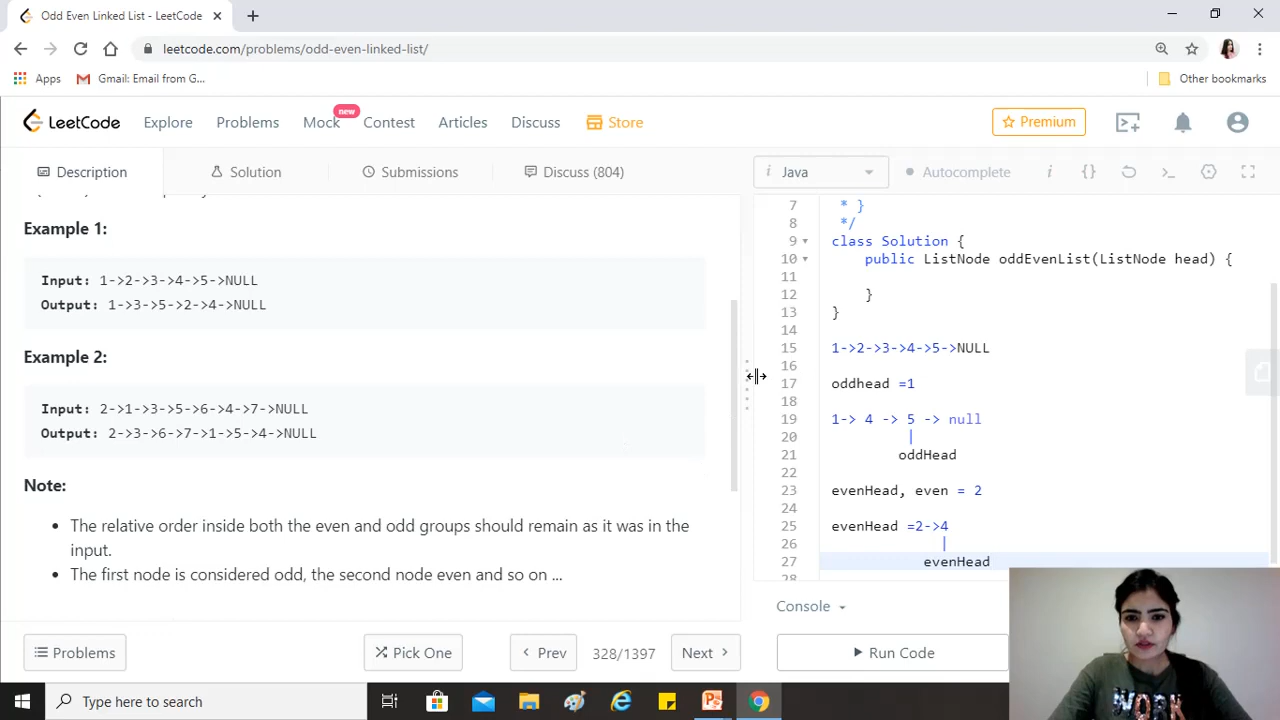 Odd Even Linked List - LeetCode
leetcode.com/problems/odd-even-linked-list/
Apps Gmail: Email from G... Other bookmarks
LeetCode Explore Problems Mock new Contest Articles Discuss Store Premium
Description Solution Submissions Discuss (804)
i Java Autocomplete i {}
Example 1:
Input: 1->2->3->4->5->NULL
Output: 1->3->5->2->4->NULL
Example 2:
Input: 2->1->3->5->6->4->7->NULL
Output: 2->3->6->7->1->5->4->NULL
Note:
The relative order inside both the even and odd groups should remain as it was in the
input.
The first node is considered odd, the second node even and so on ...
7 * }
8 */
9 class Solution {
10 public ListNode oddEvenList(ListNode head) {
11
12 }
13 }
14
15 1->2->3->4->5->NULL
16
17 oddhead =1
18
19 1-> 4 -> 5 -> null
20 |
21 oddHead
22
23 evenHead, even = 2
24
25 evenHead =2->4
26 |
27 evenHead
28
Console
Problems Pick One Prev 328/1397 Next Run Code
WORK
Type here to search